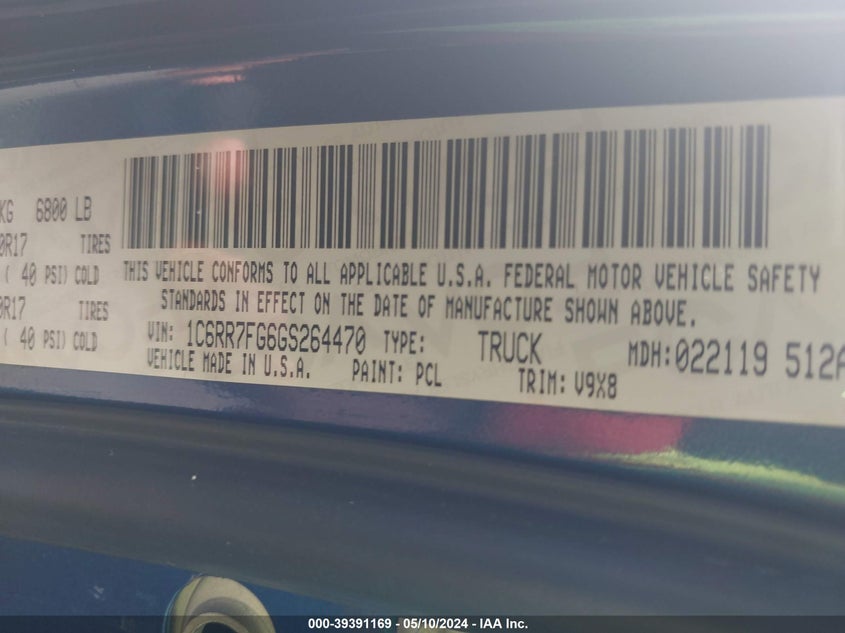 KG 6800 LB
0R17 TIRES
( 40 PSI) COLD
0R17 TIRES
( 40 PSI) COLD
THIS VEHICLE CONFORMS TO ALL APPLICABLE U.S.A. FEDERAL MOTOR VEHICLE SAFETY
STANDARDS IN EFFECT ON THE DATE OF MANUFACTURE SHOWN ABOVE.
VIN: 1C6RR7FG6GS264470 TYPE: TRUCK MDH:022119 512A
VEHICLE MADE IN U.S.A. PAINT: PCL TRIM: V9X8
000-39391169 - 05/10/2024 - IAA Inc.